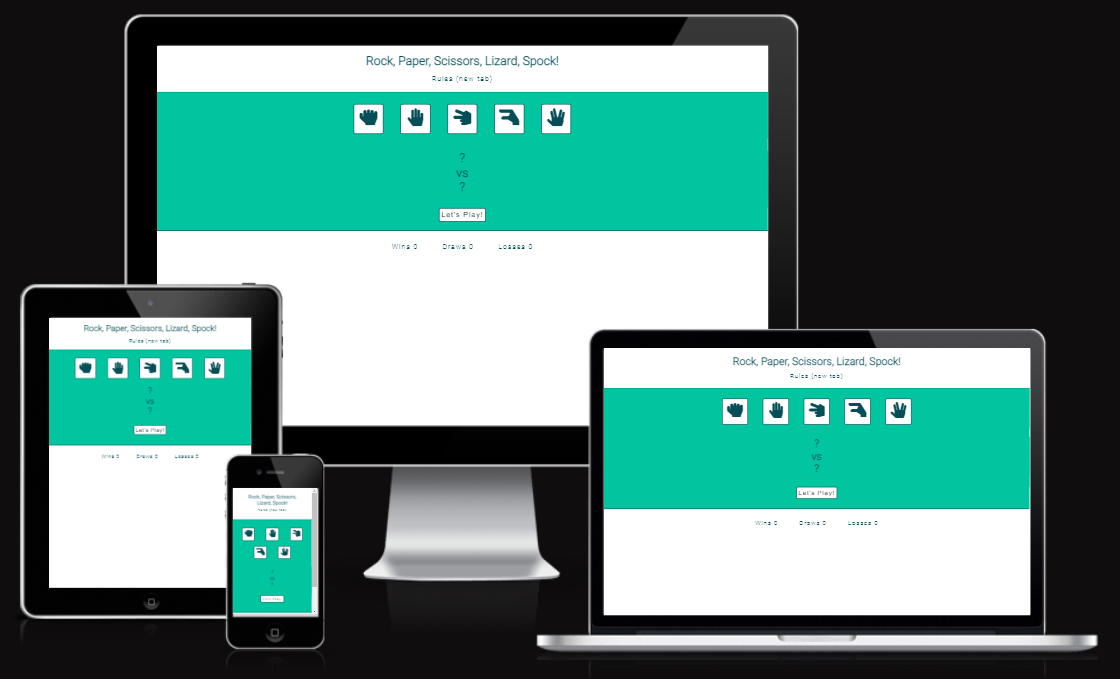 Rock, Paper, Scissors, Lizard, Spock!
Rules (new tab)
?
vs
?
Let's Play!
Wins 0 Draws 0 Losses 0
Rock, Paper, Scissors, Lizard, Spock!
Rules (new tab)
?
vs
?
Let's Play!
Wins 0 Draws 0 Losses 0
Rock, Paper, Scissors,
Lizard, Spock!
Rules (new tab)
?
vs
?
Let's Play!
Rock, Paper, Scissors, Lizard, Spock!
Rules (new tab)
?
vs
?
Let's Play!
Wins 0 Draws 0 Losses 0